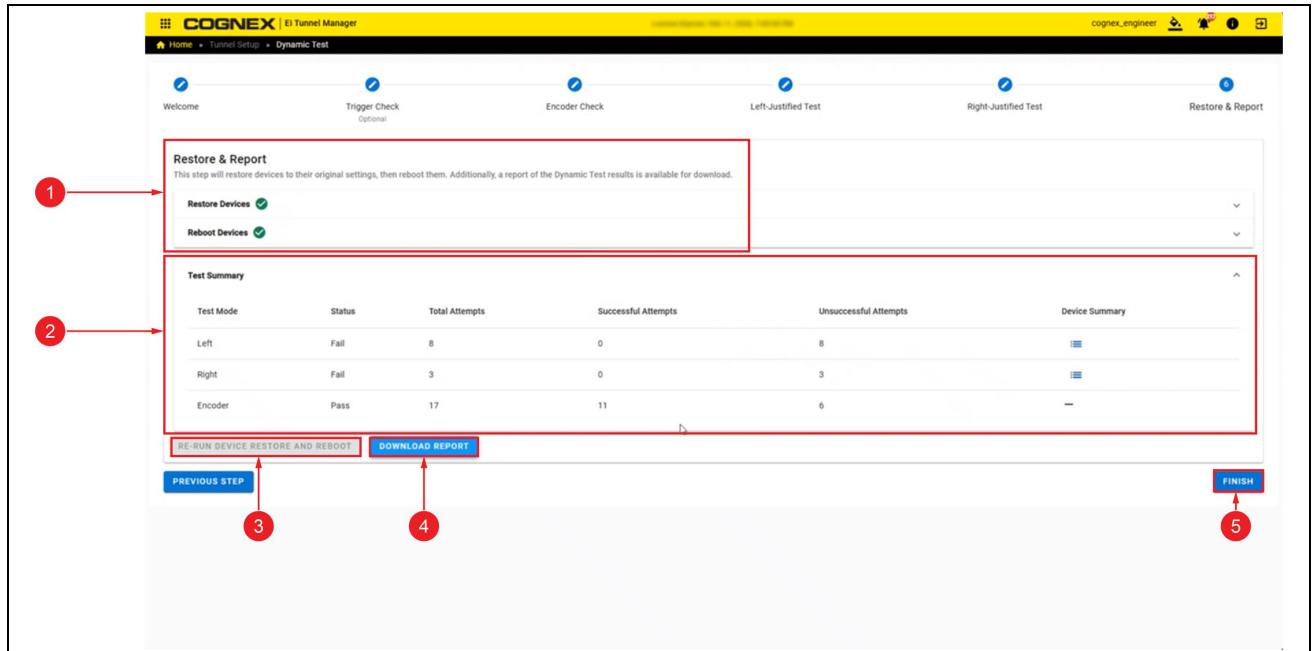 COGNEX | EI Tunnel Manager cognex_engineer
Home • Tunnel Setup • Dynamic Test
6
Welcome Trigger Check Encoder Check Left-Justified Test Right-Justified Test Restore & Report
Optional
Restore & Report
This step will restore devices to their original settings, then reboot them. Additionally, a report of the Dynamic Test results is available for download.
1
Restore Devices
Reboot Devices
Test Summary
Test Mode Status Total Attempts Successful Attempts Unsuccessful Attempts Device Summary
2
Left Fail 8 0 8
Right Fail 3 0 3
Encoder Pass 17 11 6 —
RE-RUN DEVICE RESTORE AND REBOOT DOWNLOAD REPORT
PREVIOUS STEP FINISH
3 4 5